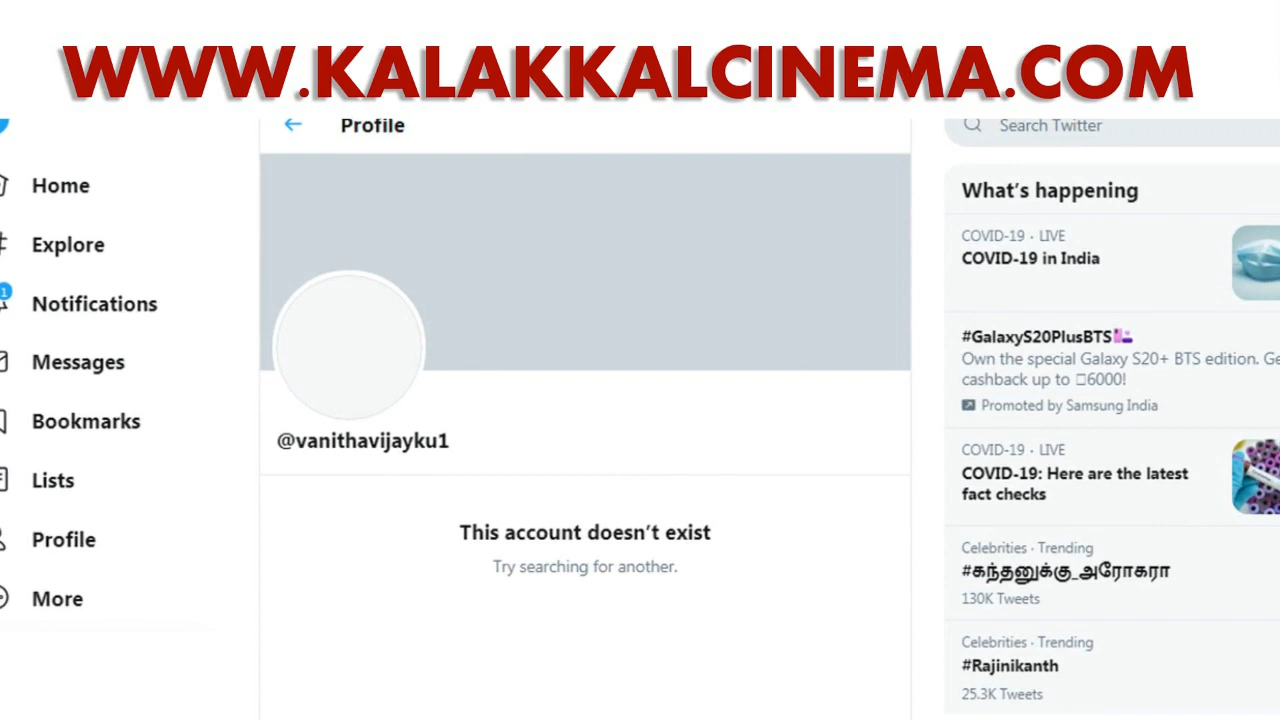 WWW.KALAKKALCINEMA.COM
Profile
Search Twitter
Home
Explore
1
Notifications
Messages
Bookmarks
Lists
Profile
More
@vanithavijayku1
This account doesn't exist
Try searching for another.
What's happening
COVID-19 · LIVE
COVID-19 in India
#GalaxyS20PlusBTS
Own the special Galaxy S20+ BTS edition. Ge
cashback up to □6000!
Promoted by Samsung India
COVID-19 · LIVE
COVID-19: Here are the latest
fact checks
Celebrities · Trending
#கந்தனுக்கு_அரோகரா
130K Tweets
Celebrities · Trending
#Rajinikanth
25.3K Tweets